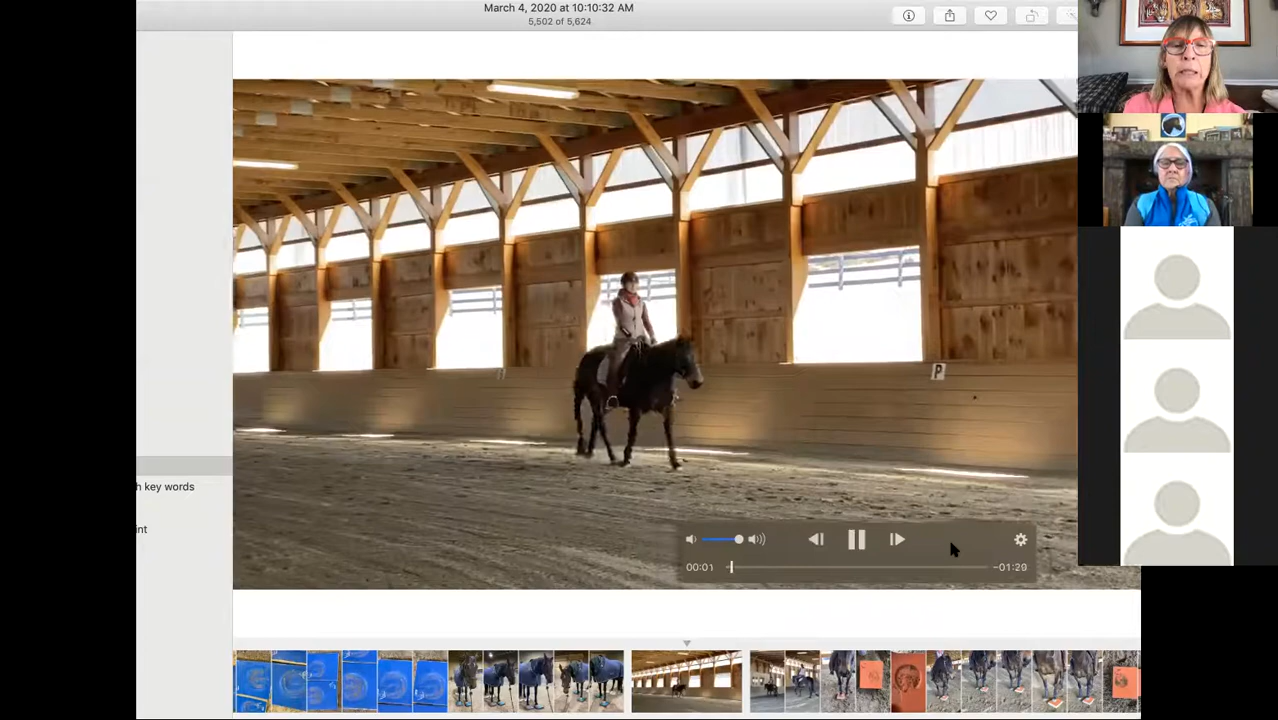 March 4, 2020 at 10:10:32 AM
5,502 of 5,624
P
h key words
int
00:01
−01:29